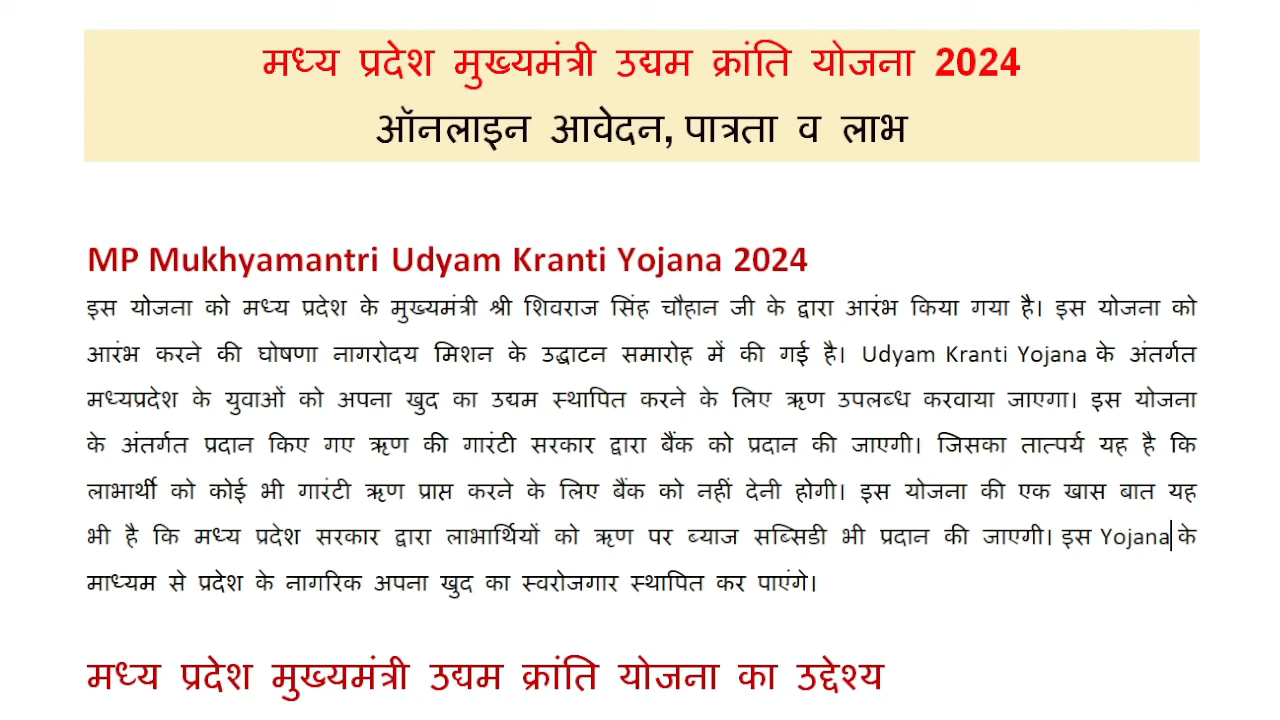 मध्य प्रदेश मुख्यमंत्री उद्यम क्रांति योजना 2024
ऑनलाइन आवेदन, पात्रता व लाभ
MP Mukhyamantri Udyam Kranti Yojana 2024
इस योजना को मध्य प्रदेश के मुख्यमंत्री श्री शिवराज सिंह चौहान जी के द्वारा आरंभ किया गया है। इस योजना को
आरंभ करने की घोषणा नागरोदय मिशन के उद्घाटन समारोह में की गई है। Udyam Kranti Yojana के अंतर्गत
मध्यप्रदेश के युवाओं को अपना खुद का उद्यम स्थापित करने के लिए ऋण उपलब्ध करवाया जाएगा। इस योजना
के अंतर्गत प्रदान किए गए ऋण की गारंटी सरकार द्वारा बैंक को प्रदान की जाएगी। जिसका तात्पर्य यह है कि
लाभार्थी को कोई भी गारंटी ऋण प्राप्त करने के लिए बैंक को नहीं देनी होगी। इस योजना की एक खास बात यह
भी है कि मध्य प्रदेश सरकार द्वारा लाभार्थियों को ऋण पर ब्याज सब्सिडी भी प्रदान की जाएगी। इस Yojana के
माध्यम से प्रदेश के नागरिक अपना खुद का स्वरोजगार स्थापित कर पाएंगे।
मध्य प्रदेश मुख्यमंत्री उद्यम क्रांति योजना का उद्देश्य